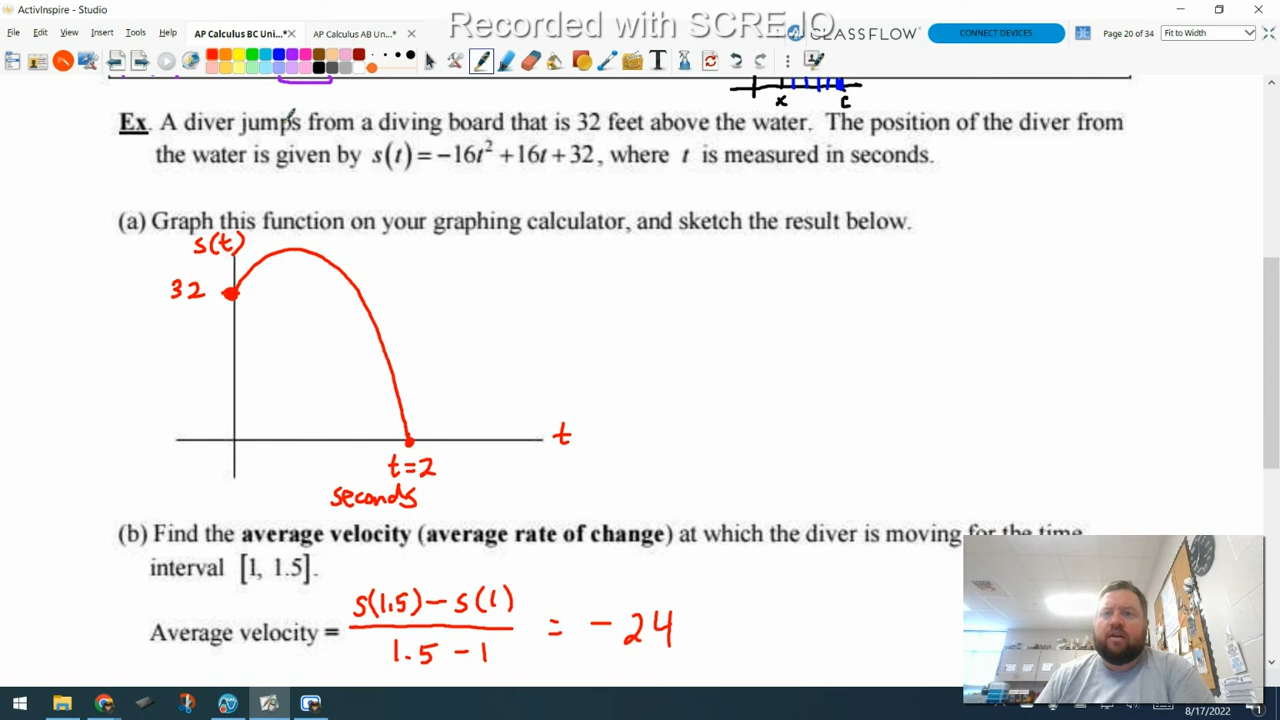 ActivInspire - Studio
Recorded with SCRE.IO
AP Calculus BC Uni...*
AP Calculus AB Un...*
CLASSFLOW
CONNECT DEVICES
Page 20 of 34
Fit to Width
File Edit View Insert Tools Help
x c
Ex. A diver jumps from a diving board that is 32 feet above the water. The position of the diver from
the water is given by s(t) = −16t² + 16t + 32, where t is measured in seconds.
(a) Graph this function on your graphing calculator, and sketch the result below.
s(t)
32
t
t=2
seconds
(b) Find the average velocity (average rate of change) at which the diver is moving for the time
interval [1, 1.5].
Average velocity = s(1.5) − s(1) / 1.5 − 1 = −24
8/17/2022